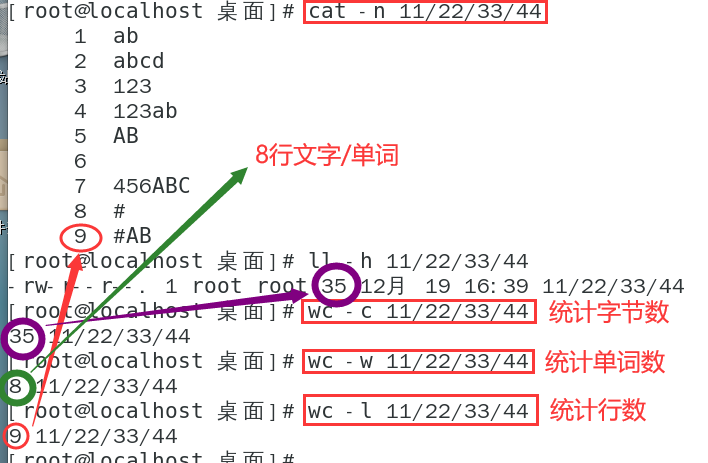 [root@localhost 桌面]# cat -n 11/22/33/44
1 ab
2 abcd
3 123
4 123ab
5 AB
6
8行文字/单词
7 456ABC
8 #
9 #AB
[root@localhost 桌面]# ll -h 11/22/33/44
-rw-r--r--. 1 root root 35 12月 19 16:39 11/22/33/44
[root@localhost 桌面]# wc -c 11/22/33/44 统计字节数
35 11/22/33/44
[root@localhost 桌面]# wc -w 11/22/33/44 统计单词数
8 11/22/33/44
[root@localhost 桌面]# wc -l 11/22/33/44 统计行数
9 11/22/33/44
[root@localhost 桌面]#